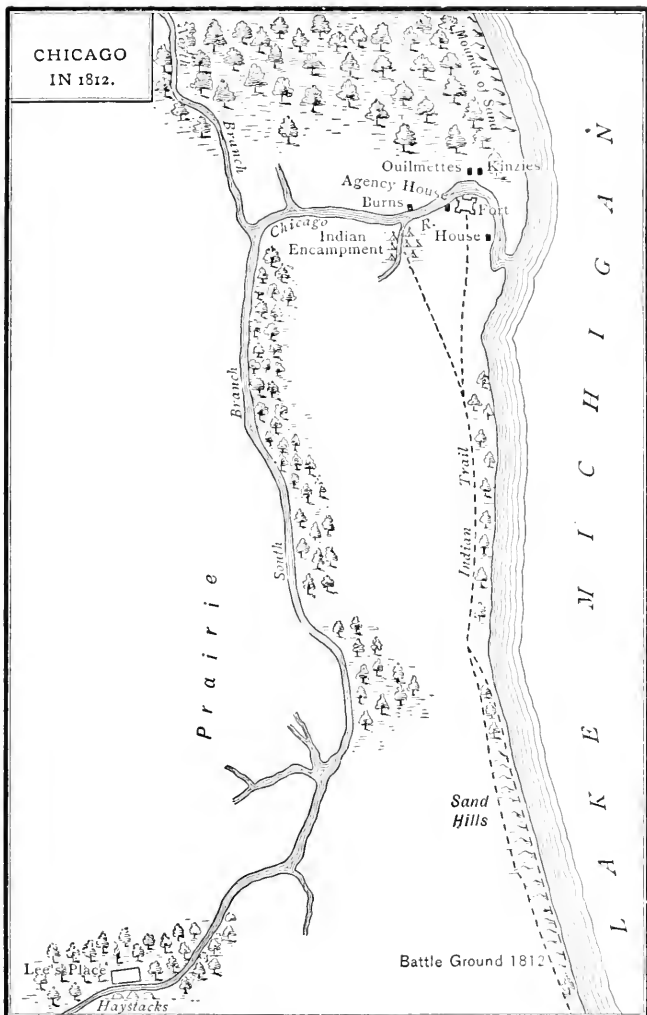 CHICAGO
IN 1812.
Branch
Mounds of Sand
Ouilmettes Kinzies
Agency House
Burns Fort
Chicago R.
Indian House
Encampment
LAKE MICHIGAN
Branch
South
Indian Trail
Prairie
Sand
Hills
Battle Ground 1812
Lee's Place
Haystacks